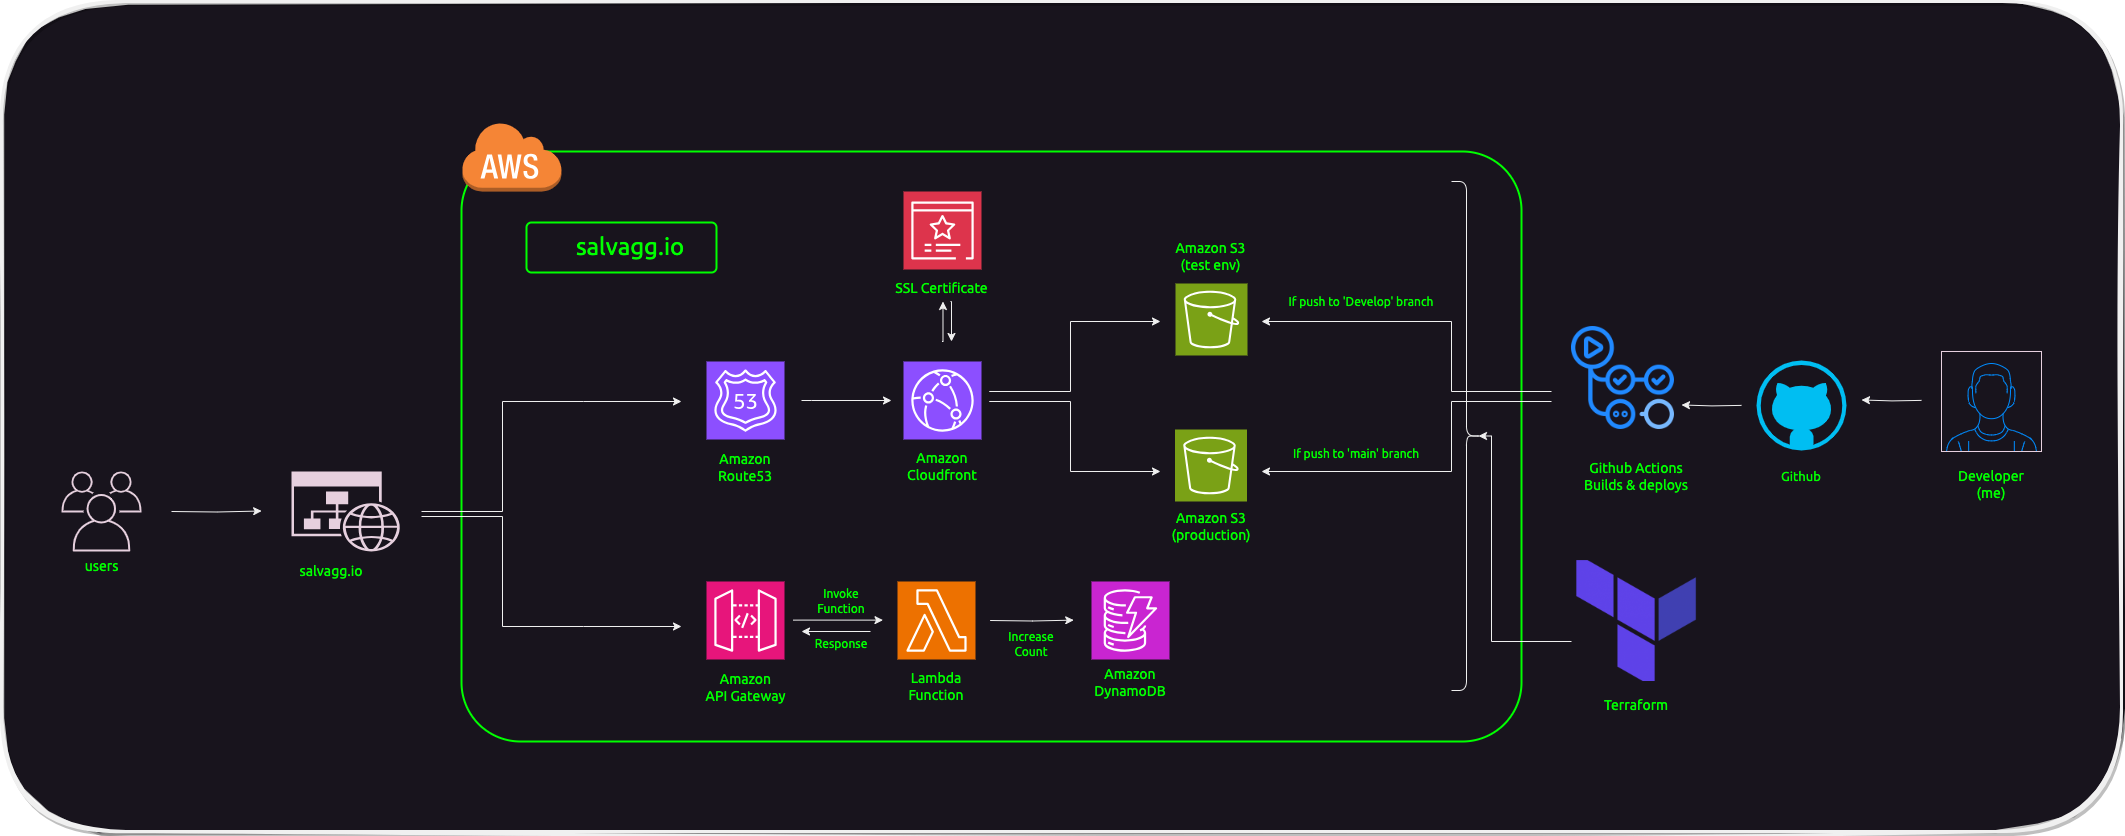 AWS
salvagg.io
SSL Certificate
Amazon S3
(test env)
If push to 'Develop' branch
53
Amazon
Route53
Amazon
Cloudfront
If push to 'main' branch
Amazon S3
(production)
Github Actions
Builds & deploys
Github
Developer
(me)
users
salvagg.io
Invoke
Function
Response
</>
Amazon
API Gateway
Lambda
Function
Increase
Count
Amazon
DynamoDB
Terraform